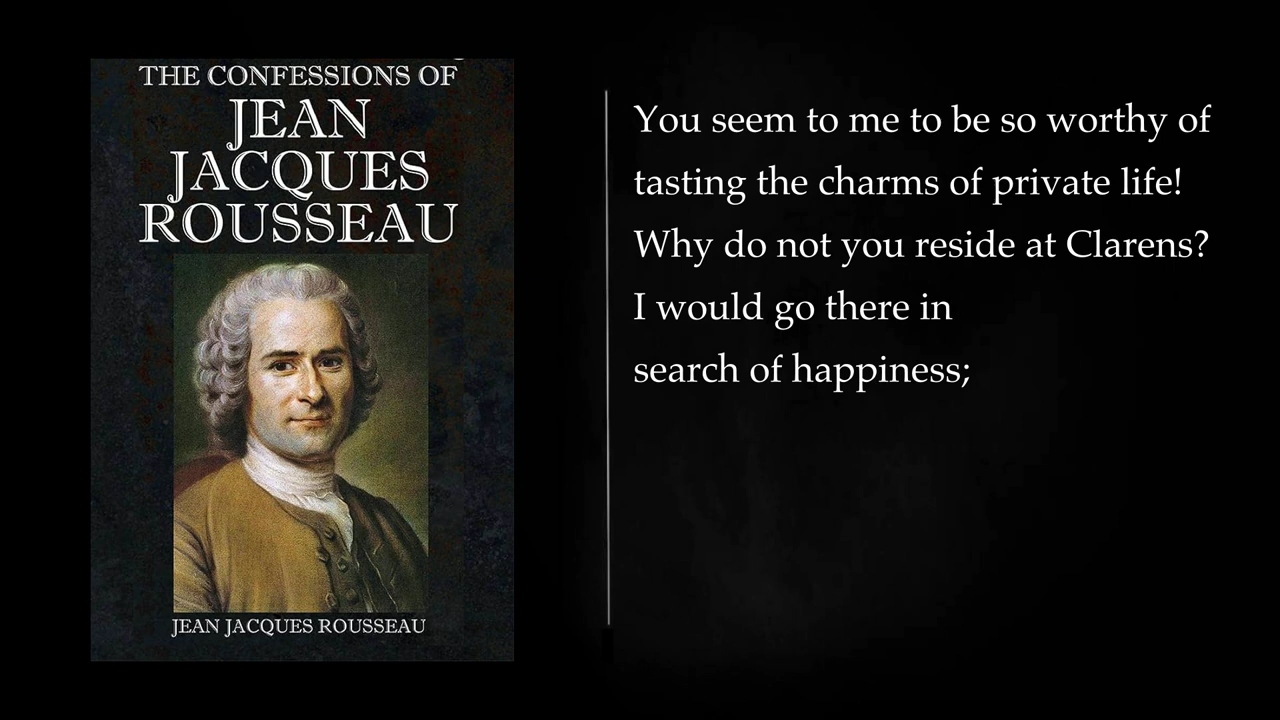 THE CONFESSIONS OF
JEAN
JACQUES
ROUSSEAU
JEAN JACQUES ROUSSEAU
You seem to me to be so worthy of
tasting the charms of private life!
Why do not you reside at Clarens?
I would go there in
search of happiness;